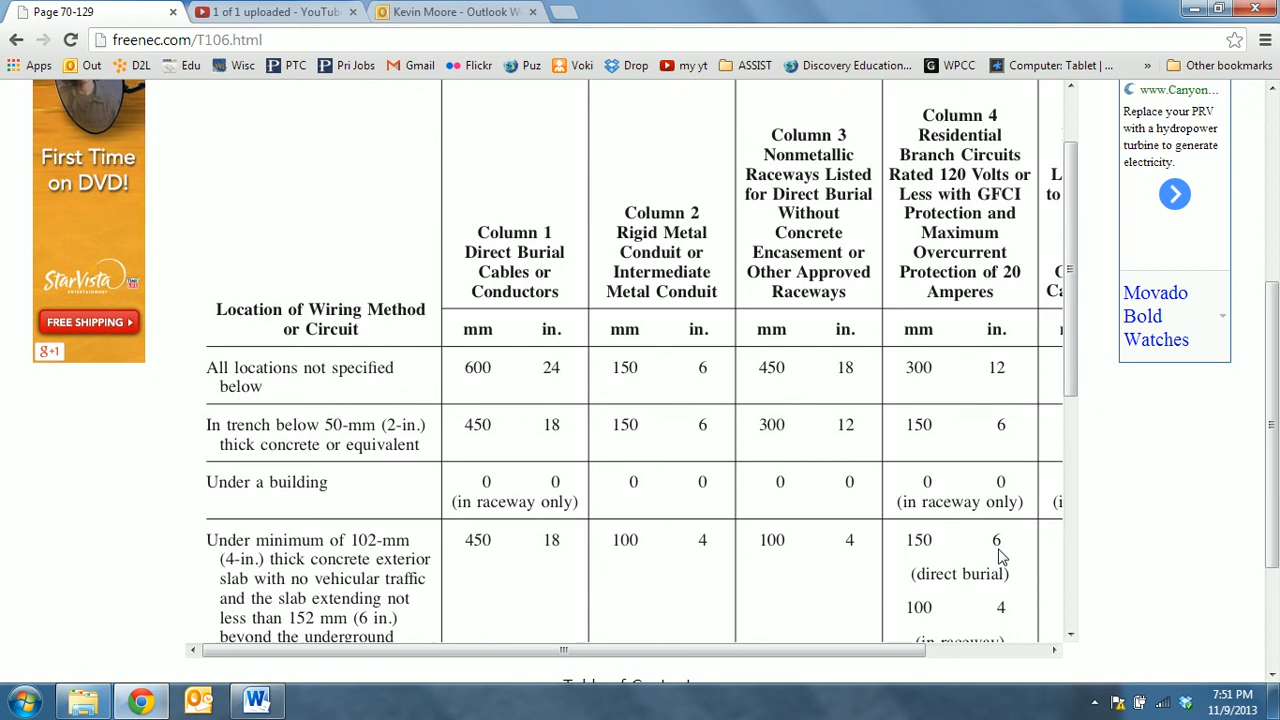 Page 70-129
1 of 1 uploaded - YouTub
Kevin Moore - Outlook W
freenec.com/T106.html
Apps
Out
D2L
Edu
Wisc
PTC
Pri Jobs
Gmail
Flickr
Puz
Voki
Drop
my yt
ASSIST
Discovery Education...
WPCC
Computer: Tablet | ...
»
Other bookmarks
First Time
on DVD!
StarVista
ENTERTAINMENT
FREE SHIPPING
g+1
Location of Wiring Method
or Circuit
Column 1
Direct Burial
Cables or
Conductors
Column 2
Rigid Metal
Conduit or
Intermediate
Metal Conduit
Column 3
Nonmetallic
Raceways Listed
for Direct Burial
Without
Concrete
Encasement or
Other Approved
Raceways
Column 4
Residential
Branch Circuits
Rated 120 Volts or
Less with GFCI
Protection and
Maximum
Overcurrent
Protection of 20
Amperes
L
to
C
Ca
mm in. mm in. mm in. mm in.
All locations not specified
below
600 24 150 6 450 18 300 12
In trench below 50-mm (2-in.)
thick concrete or equivalent
450 18 150 6 300 12 150 6
Under a building
0 0 0 0 0 0 0 0
(in raceway only) (in raceway only) (i
Under minimum of 102-mm
(4-in.) thick concrete exterior
slab with no vehicular traffic
and the slab extending not
less than 152 mm (6 in.)
beyond the underground
450 18 100 4 100 4 150 6
(direct burial)
100 4
(in raceway)
www.Canyon...
Replace your PRV
with a hydropower
turbine to generate
electricity.
Movado
Bold
Watches
7:51 PM
11/9/2013